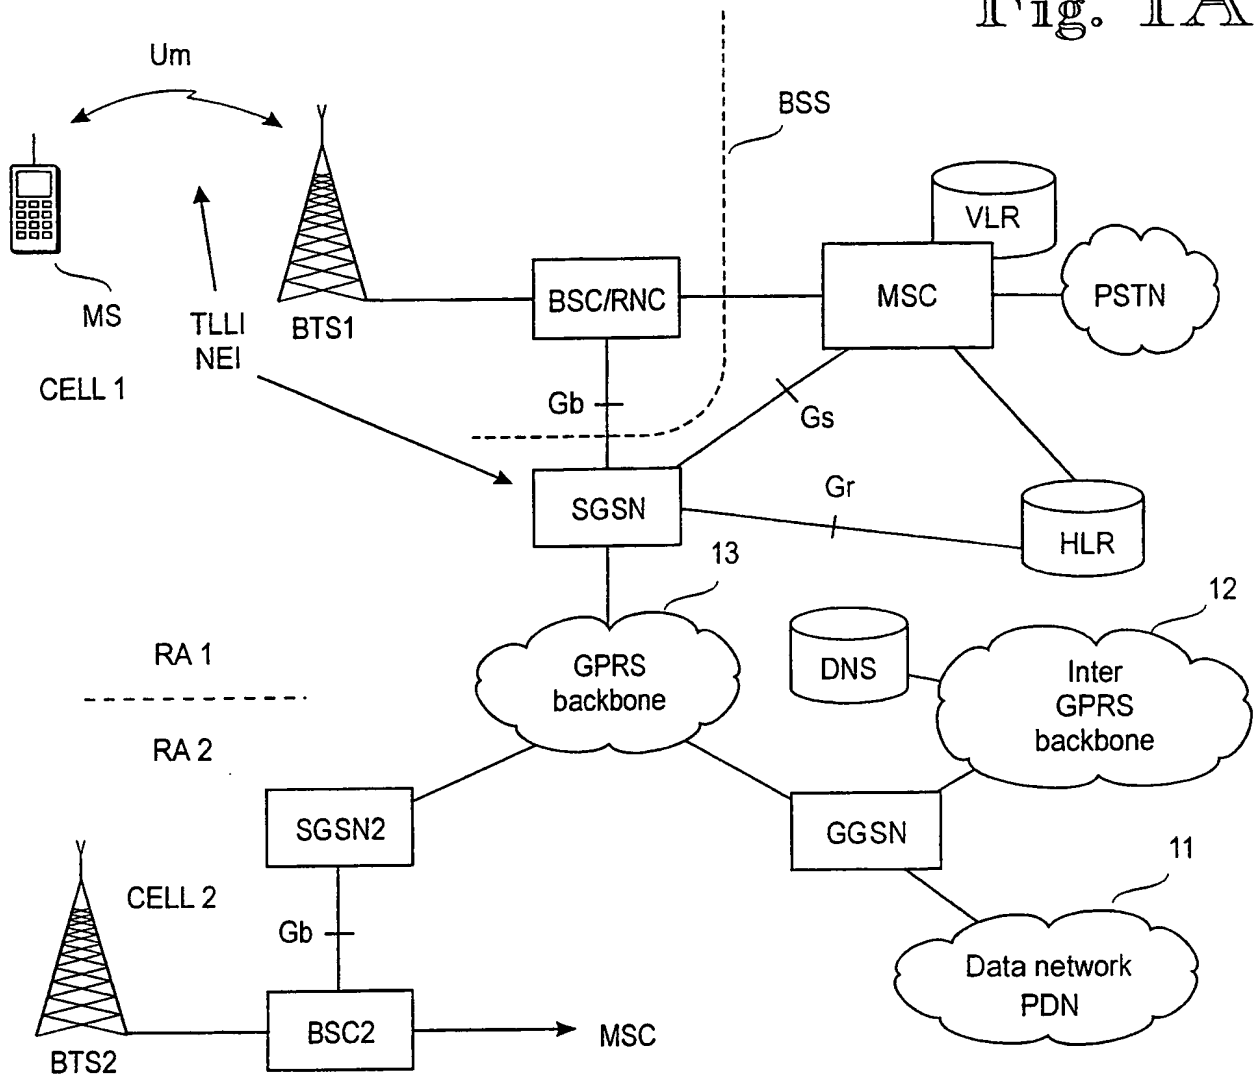 Fig. 1A
Um
BSS
VLR
MSC
PSTN
BSC/RNC
MS
BTS1
TLLI
NEI
CELL 1
Gb
Gs
SGSN
Gr
HLR
13
12
RA 1
GPRS
backbone
DNS
Inter
GPRS
backbone
RA 2
SGSN2
GGSN
11
CELL 2
Gb
Data network
PDN
BSC2
MSC
BTS2